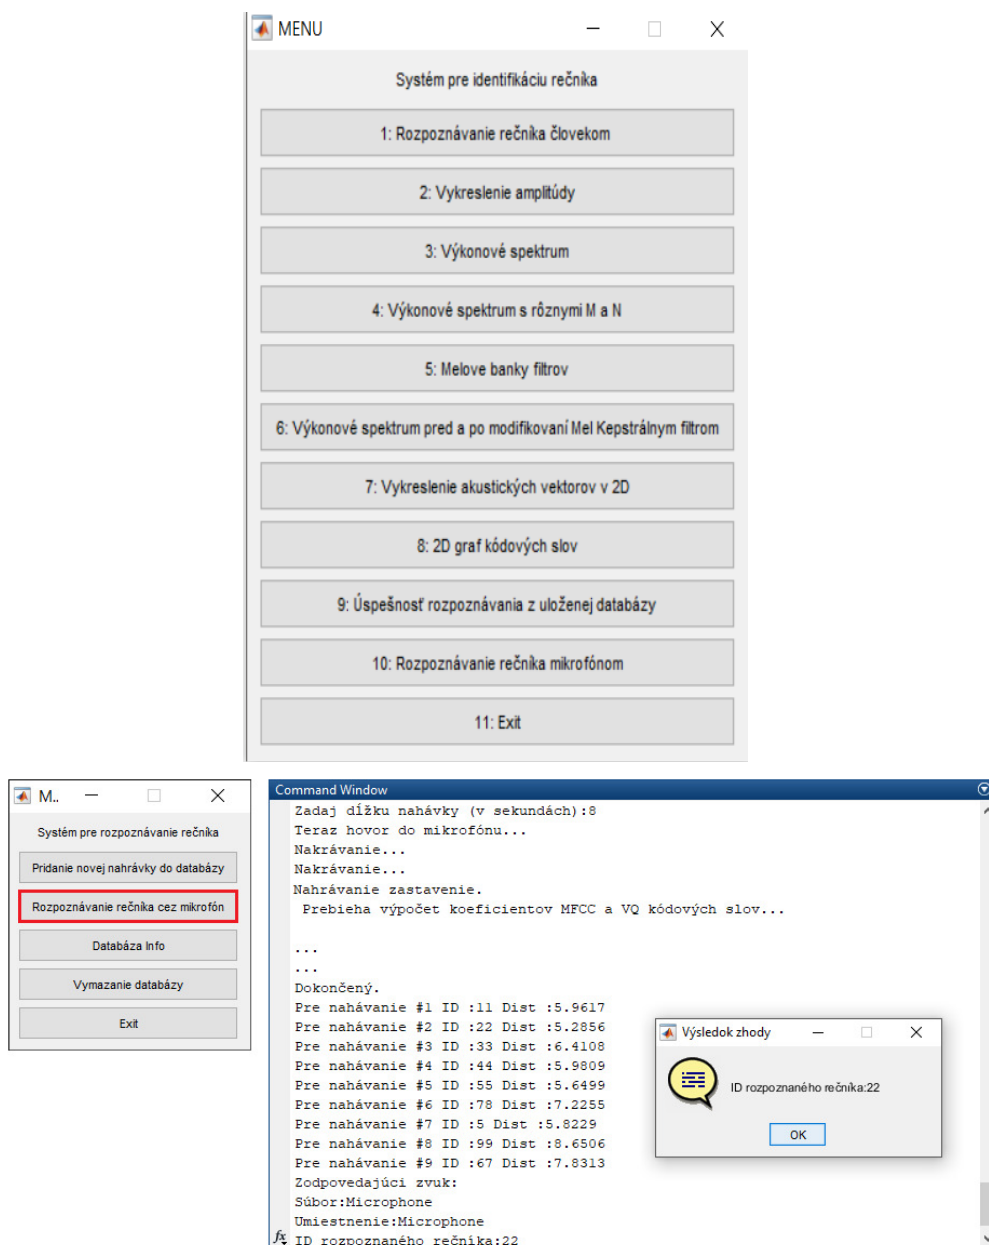 MENU
Systém pre identifikáciu rečníka
1: Rozpoznávanie rečníka človekom
2: Vykreslenie amplitúdy
3: Výkonové spektrum
4: Výkonové spektrum s rôznymi M a N
5: Melove banky filtrov
6: Výkonové spektrum pred a po modifikovaní Mel Kepstrálnym filtrom
7: Vykreslenie akustických vektorov v 2D
8: 2D graf kódových slov
9: Úspešnosť rozpoznávania z uloženej databázy
10: Rozpoznávanie rečníka mikrofónom
11: Exit
M..
Systém pre rozpoznávanie rečníka
Pridanie novej nahrávky do databázy
Rozpoznávanie rečníka cez mikrofón
Databáza Info
Vymazanie databázy
Exit
Command Window
Zadaj dĺžku nahávky (v sekundách):8
Teraz hovor do mikrofónu...
Nakrávanie...
Nakrávanie...
Nahrávanie zastavenie.
Prebieha výpočet koeficientov MFCC a VQ kódových slov...
...
...
Dokončený.
Pre nahávanie #1 ID :11 Dist :5.9617
Pre nahávanie #2 ID :22 Dist :5.2856
Pre nahávanie #3 ID :33 Dist :6.4108
Pre nahávanie #4 ID :44 Dist :5.9809
Pre nahávanie #5 ID :55 Dist :5.6499
Pre nahávanie #6 ID :78 Dist :7.2255
Pre nahávanie #7 ID :5 Dist :5.8229
Pre nahávanie #8 ID :99 Dist :8.6506
Pre nahávanie #9 ID :67 Dist :7.8313
Zodpovedajúci zvuk:
Súbor:Microphone
Umiestnenie:Microphone
fx ID rozpoznaného rečníka:22
Výsledok zhody
ID rozpoznaného rečníka:22
OK